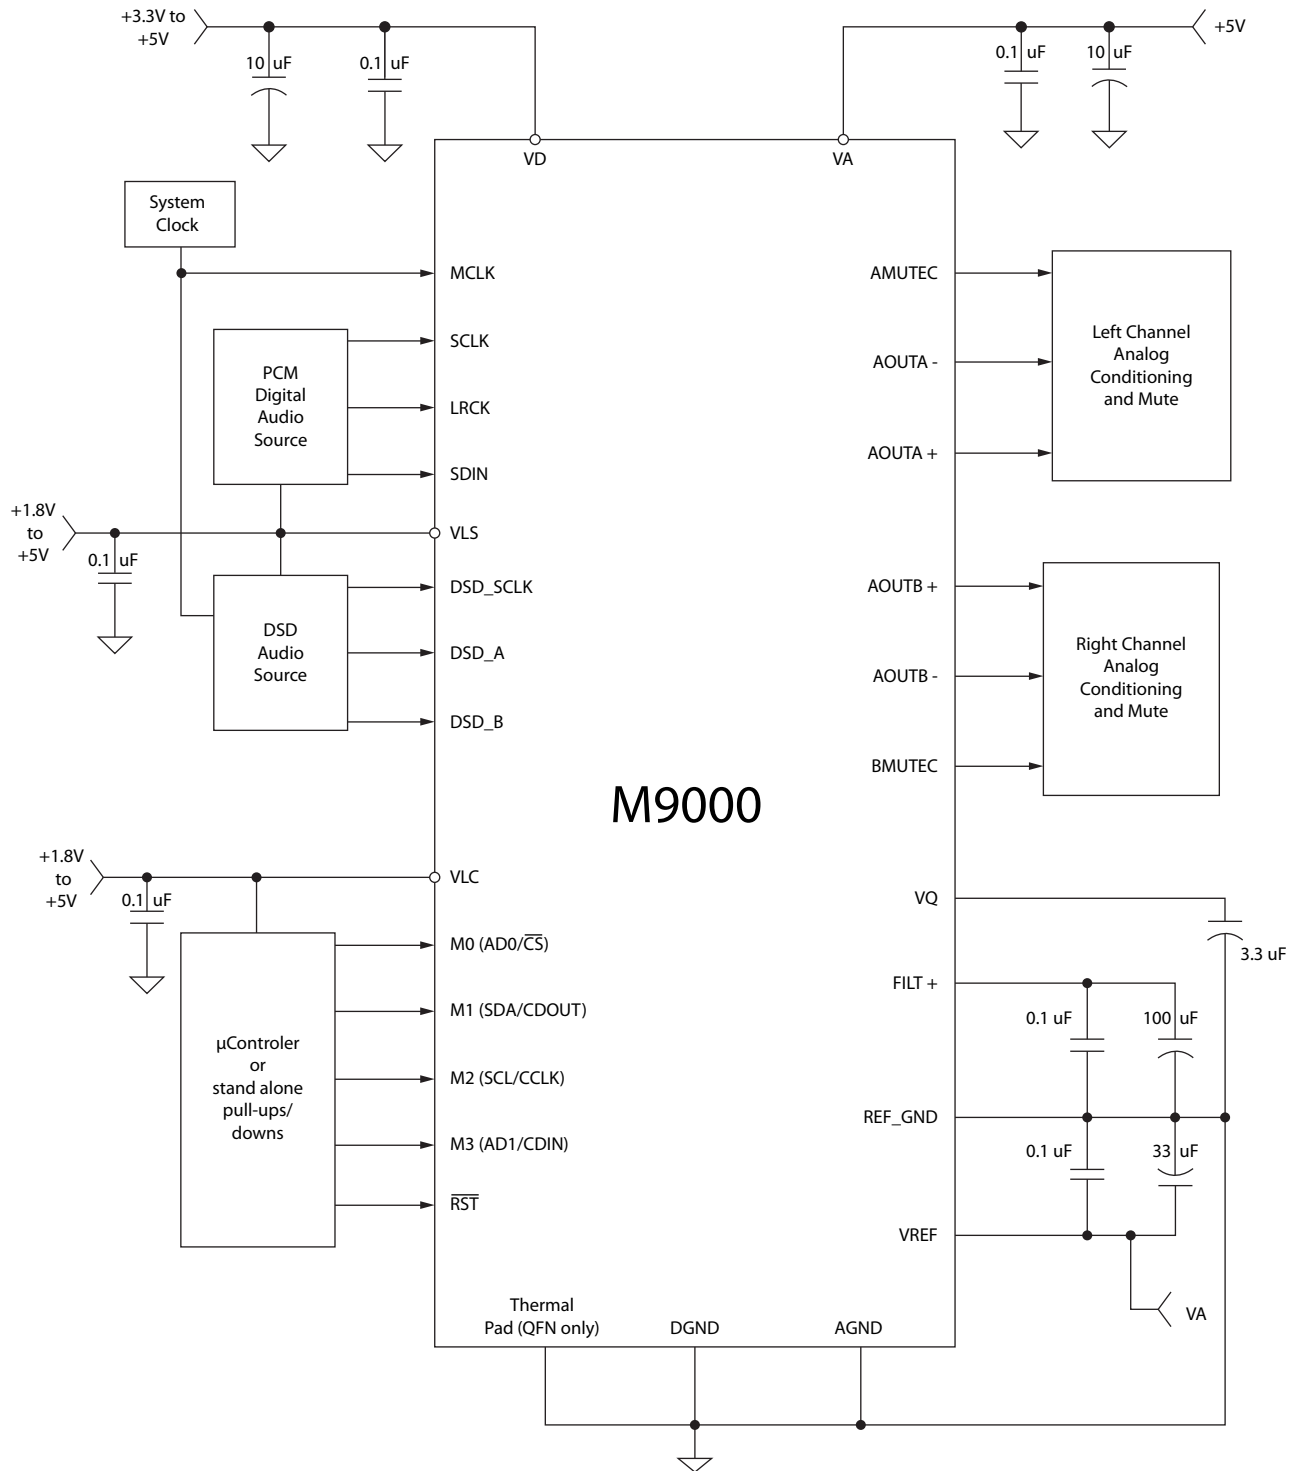 +3.3V to
+5V
10 uF
0.1 uF
0.1 uF
10 uF
+5V
VD
VA
System
Clock
MCLK
AMUTEC
SCLK
PCM
Digital
Audio
Source
LRCK
SDIN
AOUTA -
AOUTA +
Left Channel
Analog
Conditioning
and Mute
+1.8V
to
+5V
0.1 uF
VLS
DSD_SCLK
DSD
Audio
Source
DSD_A
DSD_B
AOUTB +
AOUTB -
BMUTEC
Right Channel
Analog
Conditioning
and Mute
M9000
+1.8V
to
+5V
0.1 uF
VLC
VQ
3.3 uF
M0 (AD0/C̅S̅)
FILT +
M1 (SDA/CDOUT)
0.1 uF
100 uF
µControler
or
stand alone
pull-ups/
downs
M2 (SCL/CCLK)
REF_GND
M3 (AD1/CDIN)
0.1 uF
33 uF
R̅S̅T̅
VREF
VA
Thermal
Pad (QFN only)
DGND
AGND